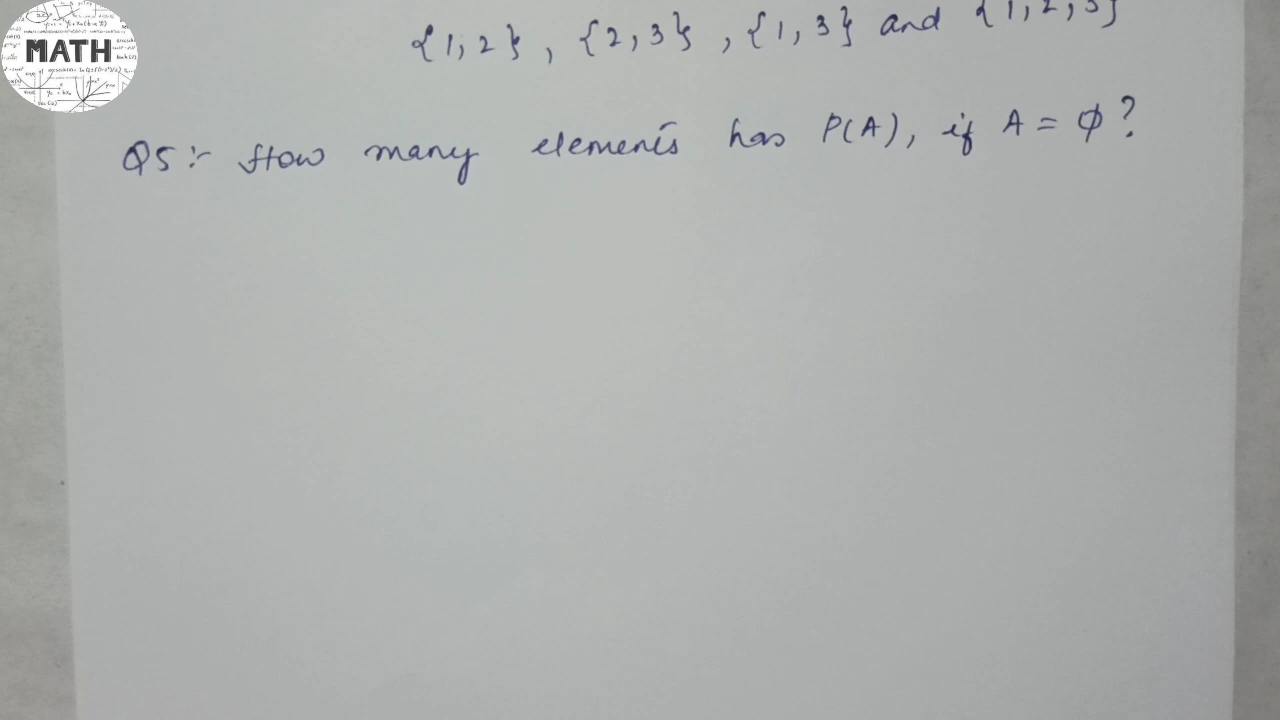 MATH
{1,2}, {2,3}, {1,3} and {1,2,3}
Q5:- How many elements has P(A), if A = ϕ?